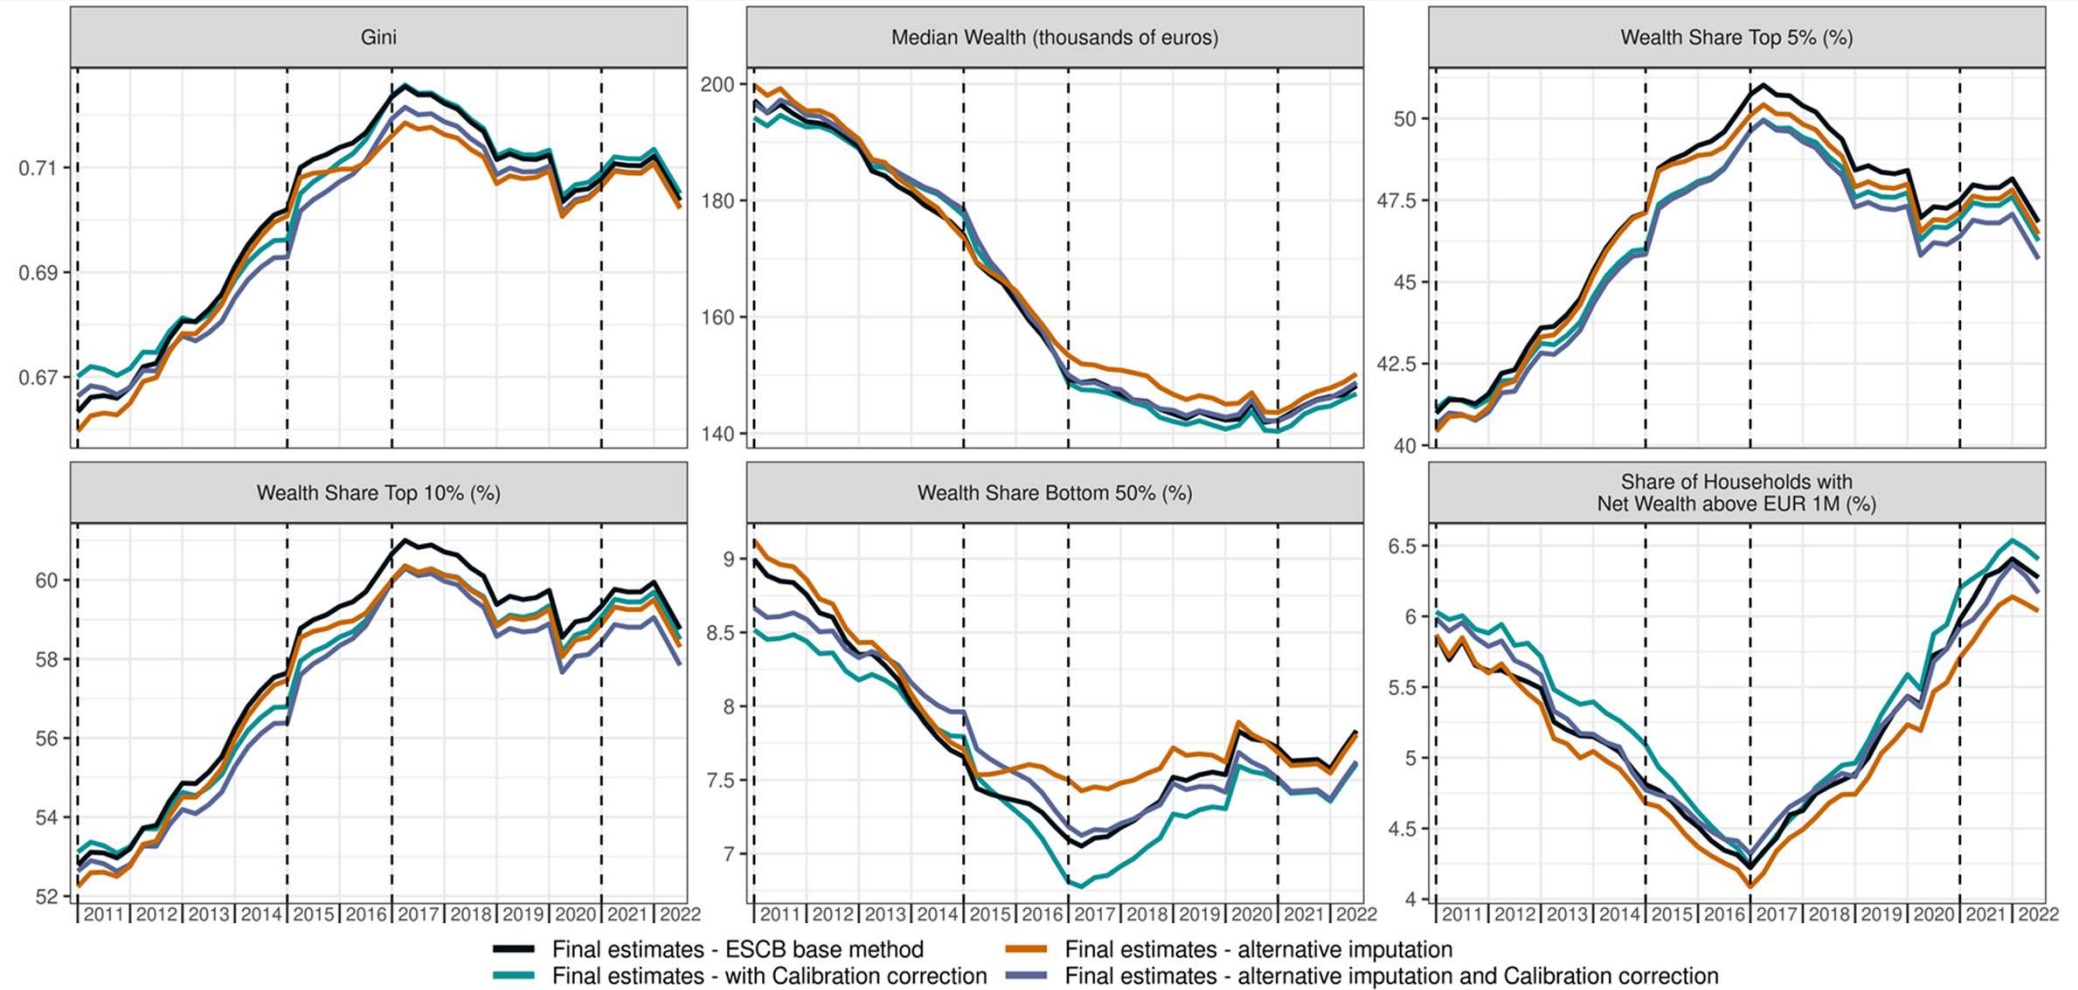 Gini
Median Wealth (thousands of euros)
Wealth Share Top 5% (%)
0.71
0.69
0.67
200
180
160
140
50
47.5
45
42.5
40
Wealth Share Top 10% (%)
Wealth Share Bottom 50% (%)
Share of Households with
Net Wealth above EUR 1M (%)
60
58
56
54
52
9
8.5
8
7.5
7
6.5
6
5.5
5
4.5
4
2011 2012 2013 2014 2015 2016 2017 2018 2019 2020 2021 2022
2011 2012 2013 2014 2015 2016 2017 2018 2019 2020 2021 2022
2011 2012 2013 2014 2015 2016 2017 2018 2019 2020 2021 2022
Final estimates - ESCB base method
Final estimates - alternative imputation
Final estimates - with Calibration correction
Final estimates - alternative imputation and Calibration correction